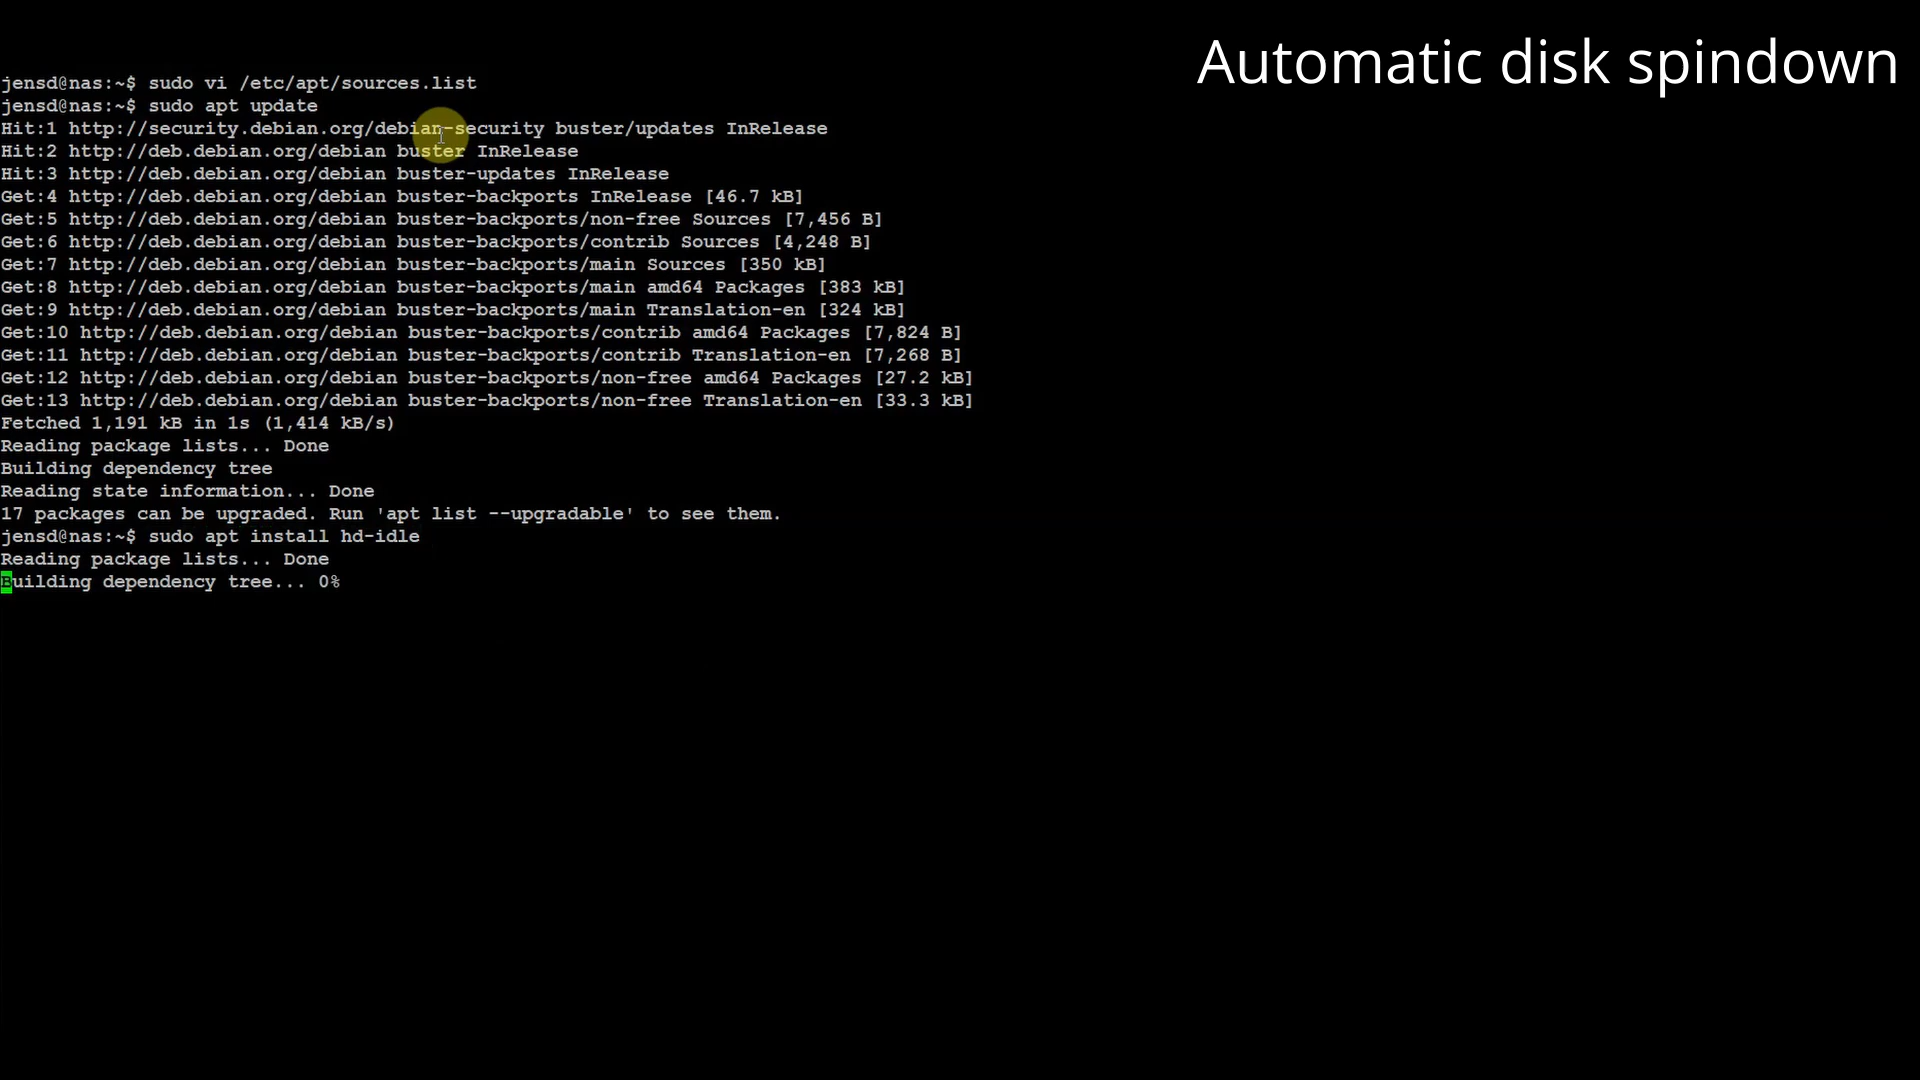 Automatic disk spindown
jensd@nas:~$ sudo vi /etc/apt/sources.list
jensd@nas:~$ sudo apt update
Hit:1 http://security.debian.org/debian-security buster/updates InRelease
Hit:2 http://deb.debian.org/debian buster InRelease
Hit:3 http://deb.debian.org/debian buster-updates InRelease
Get:4 http://deb.debian.org/debian buster-backports InRelease [46.7 kB]
Get:5 http://deb.debian.org/debian buster-backports/non-free Sources [7,456 B]
Get:6 http://deb.debian.org/debian buster-backports/contrib Sources [4,248 B]
Get:7 http://deb.debian.org/debian buster-backports/main Sources [350 kB]
Get:8 http://deb.debian.org/debian buster-backports/main amd64 Packages [383 kB]
Get:9 http://deb.debian.org/debian buster-backports/main Translation-en [324 kB]
Get:10 http://deb.debian.org/debian buster-backports/contrib amd64 Packages [7,824 B]
Get:11 http://deb.debian.org/debian buster-backports/contrib Translation-en [7,268 B]
Get:12 http://deb.debian.org/debian buster-backports/non-free amd64 Packages [27.2 kB]
Get:13 http://deb.debian.org/debian buster-backports/non-free Translation-en [33.3 kB]
Fetched 1,191 kB in 1s (1,414 kB/s)
Reading package lists... Done
Building dependency tree
Reading state information... Done
17 packages can be upgraded. Run 'apt list --upgradable' to see them.
jensd@nas:~$ sudo apt install hd-idle
Reading package lists... Done
Building dependency tree... 0%